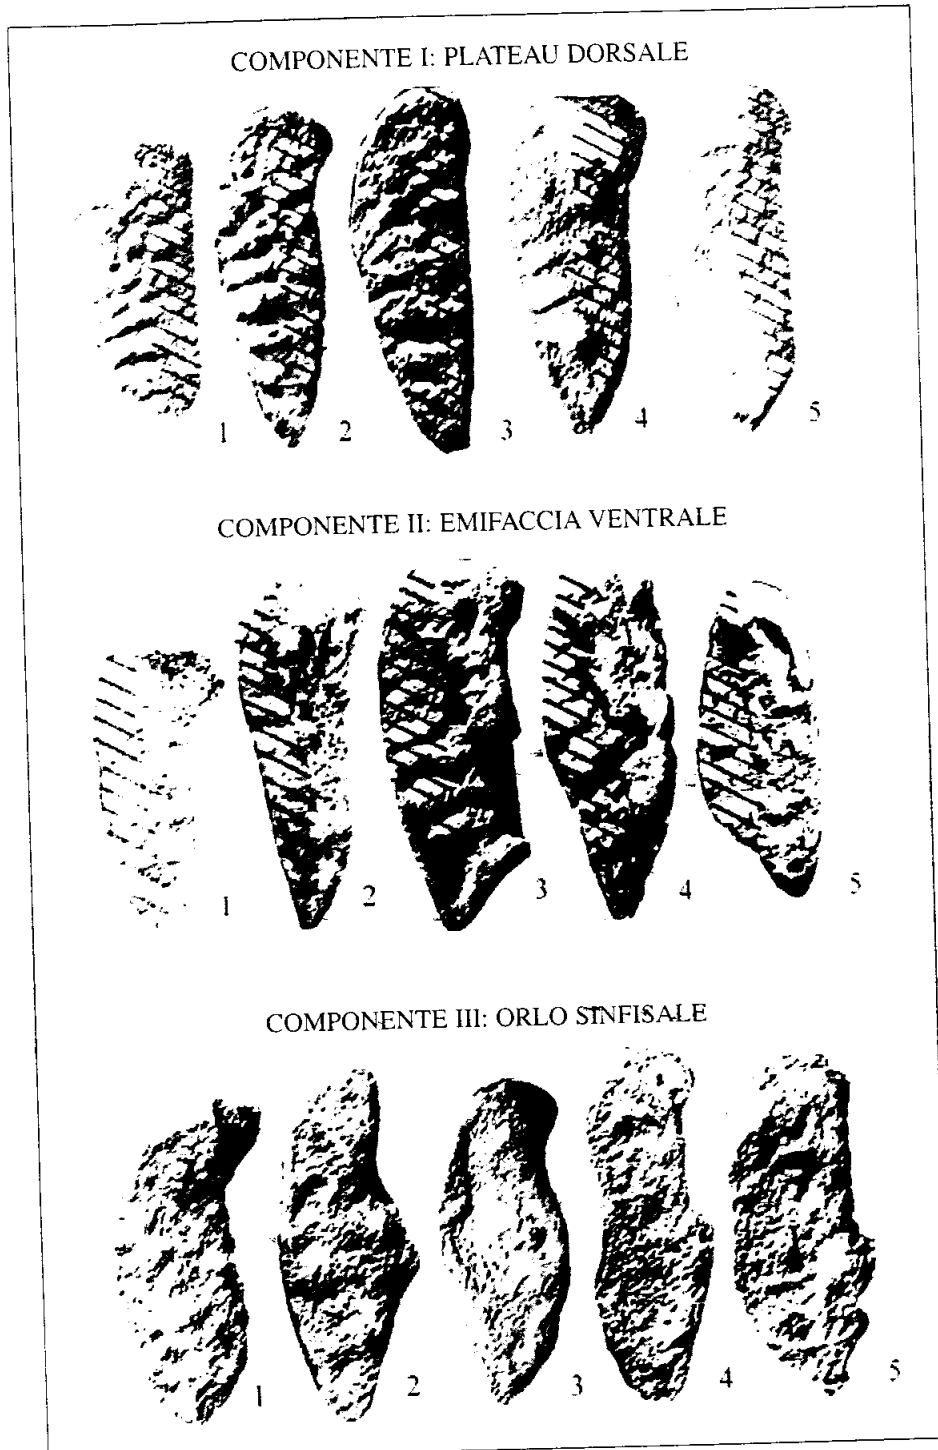 COMPONENTE I: PLATEAU DORSALE
1 2 3 4 5
COMPONENTE II: EMIFACCIA VENTRALE
1 2 3 4 5
COMPONENTE III: ORLO SINFISALE
1 2 3 4 5